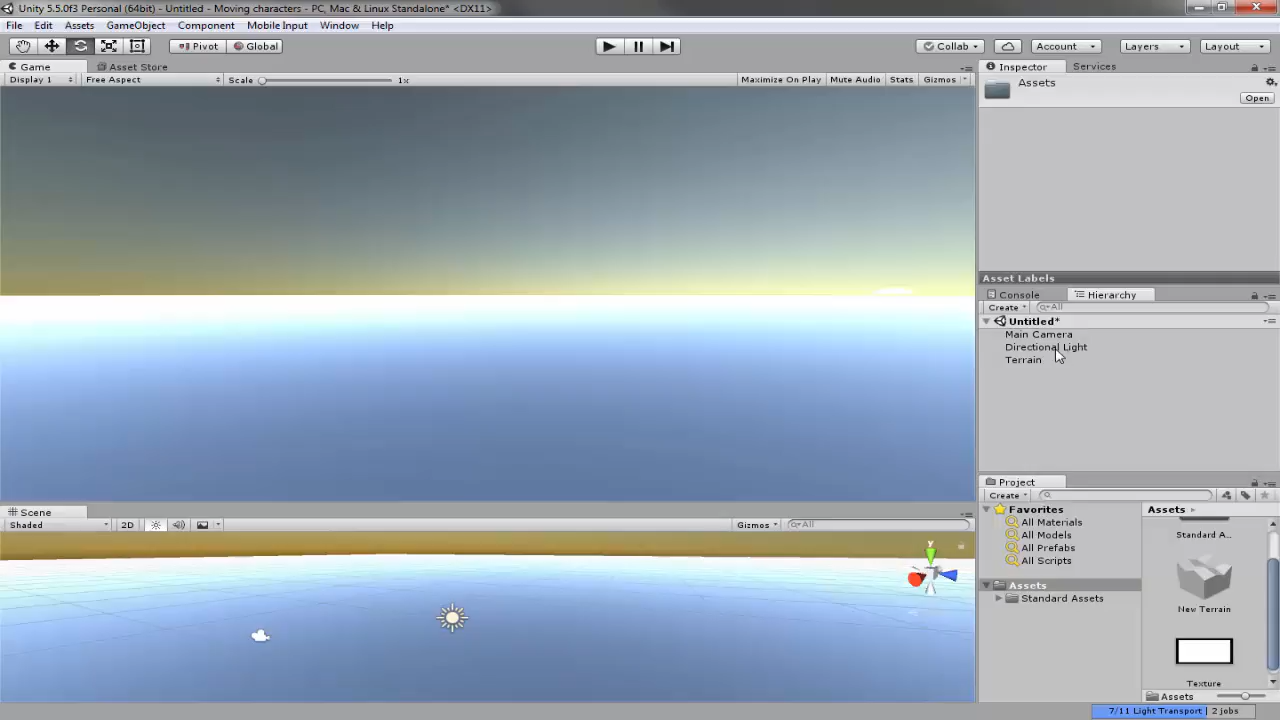 Unity 5.5.0f3 Personal (64bit) - Untitled - Moving characters - PC, Mac & Linux Standalone* <DX11>
File Edit Assets GameObject Component Mobile Input Window Help
Pivot Global Collab Account Layers Layout
Game Asset Store Inspector Services
Display 1 Free Aspect Scale 1x Maximize On Play Mute Audio Stats Gizmos
Assets
Open
Asset Labels
Console Hierarchy
Create All
Untitled*
Main Camera
Directional Light
Terrain
Project
Create
Scene
Shaded 2D Gizmos All
Favorites
All Materials
All Models
All Prefabs
All Scripts
Assets
Standard Assets
Assets
Standard A...
New Terrain
Texture
Assets
y
7/11 Light Transport 2 jobs